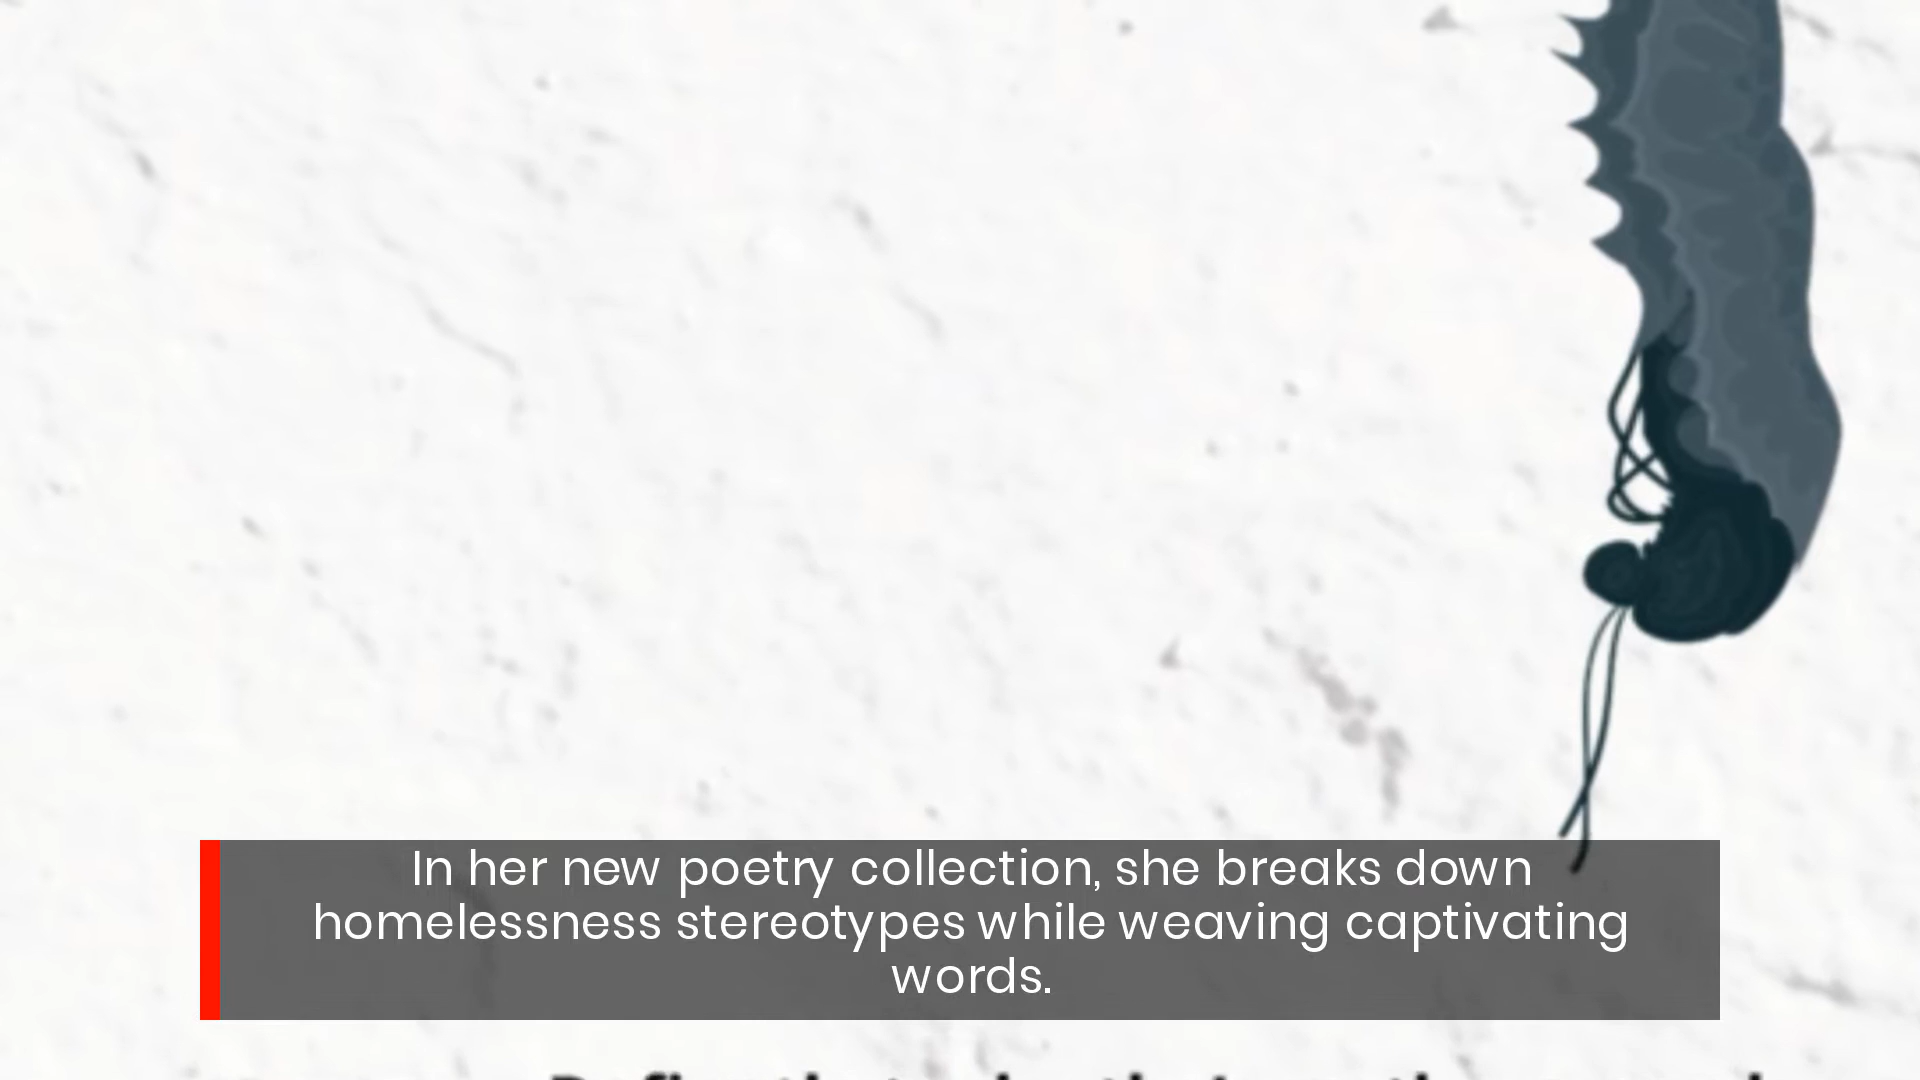 In her new poetry collection, she breaks down
homelessness stereotypes while weaving captivating
words.